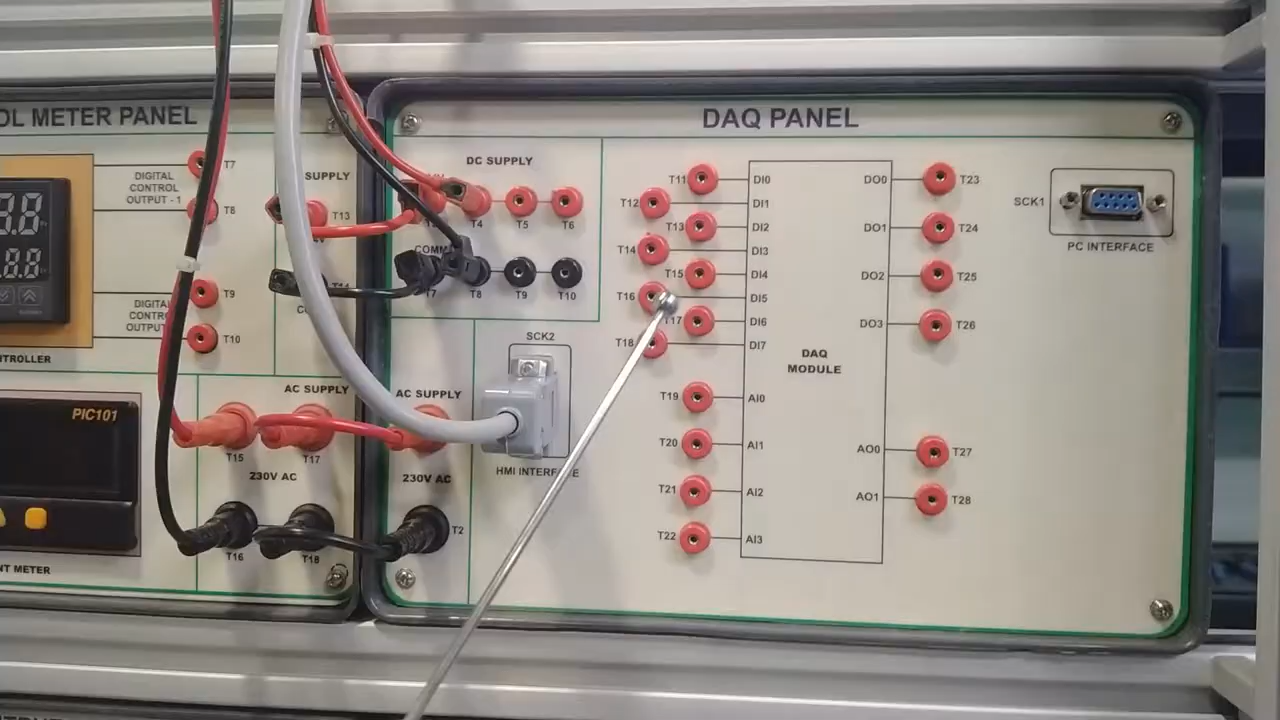 OL METER PANEL
T7
DIGITAL
CONTROL
OUTPUT - 1
T8
T9
DIGITAL
T10
SUPPLY
T13
T14
AC SUPPLY
PIC101
T15
T17
230V AC
T16
T18
NT METER
DAQ PANEL
DC SUPPLY
T4
T5
T6
T7
T8
T9
T10
SCK2
HMI INTERFACE
AC SUPPLY
230V AC
T2
T11
DI0
T12
DI1
T13
DI2
T14
DI3
T15
DI4
T16
DI5
T17
DI6
T18
DI7
T19
AI0
T20
AI1
T21
AI2
T22
AI3
DAQ
MODULE
DO0
T23
DO1
T24
DO2
T25
DO3
T26
AO0
T27
AO1
T28
SCK1
PC INTERFACE